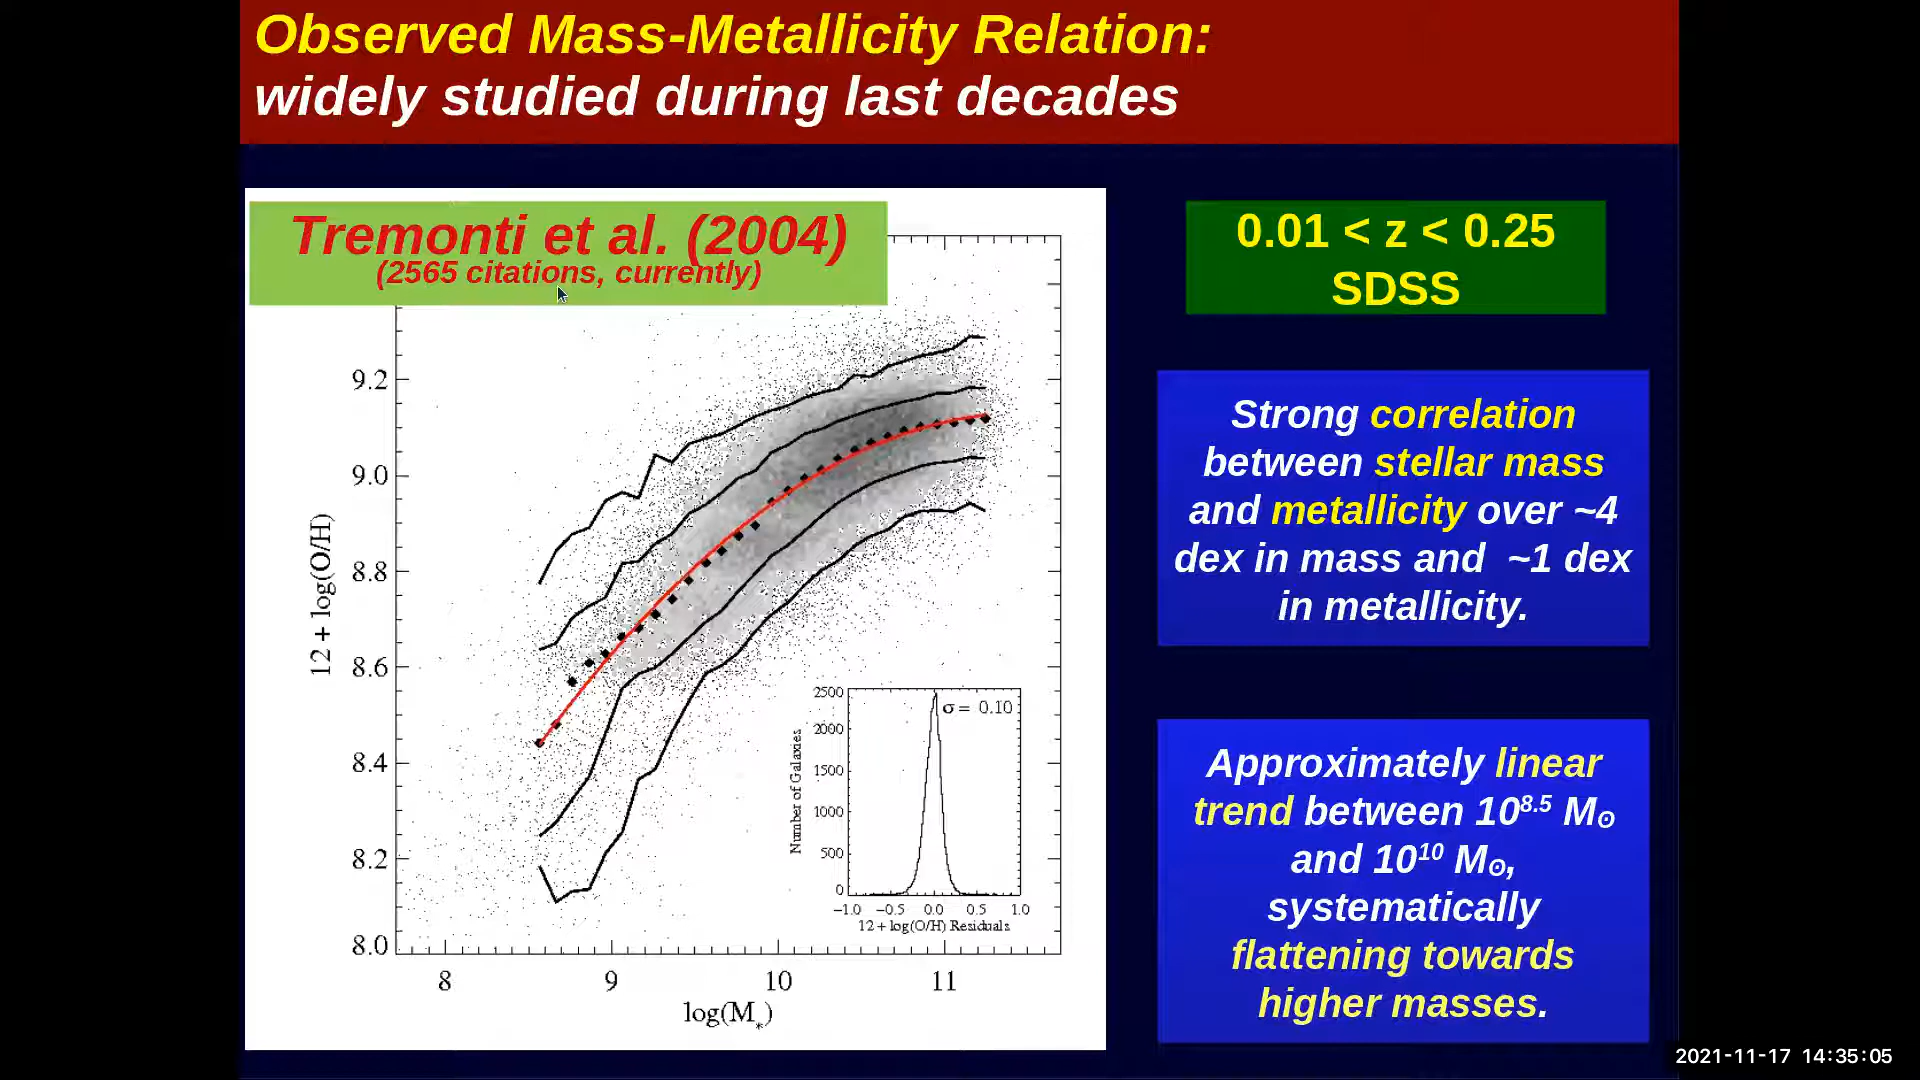 Observed Mass-Metallicity Relation:
widely studied during last decades
Tremonti et al. (2004)
(2565 citations, currently)
9.2
9.0
8.8
8.6
8.4
8.2
8.0
12 + log(O/H)
8 9 10 11
log(M*)
2500
2000
1500
1000
500
0
Number of Galaxies
σ = 0.10
−1.0 −0.5 0.0 0.5 1.0
12 + log(O/H) Residuals
0.01 < z < 0.25
SDSS
Strong correlation
between stellar mass
and metallicity over ~4
dex in mass and ~1 dex
in metallicity.
Approximately linear
trend between 10^8.5 M⊙
and 10^10 M⊙,
systematically
flattening towards
higher masses.
2021-11-17 14:35:05